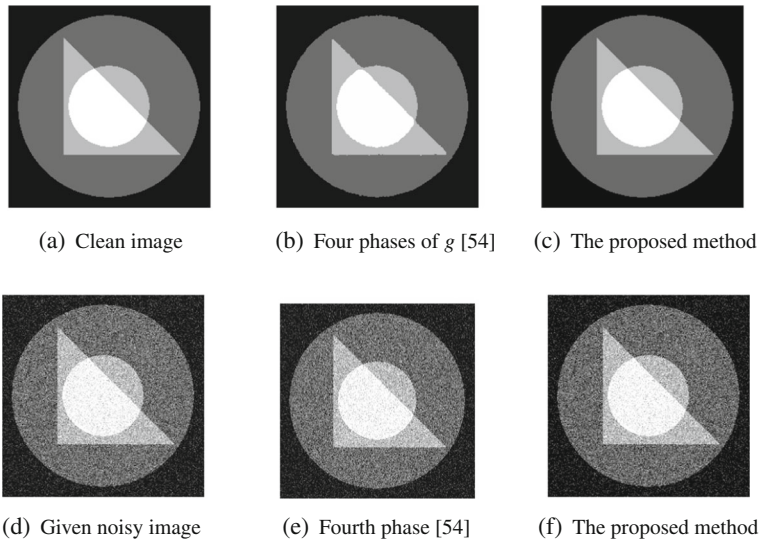 (a) Clean image
(b) Four phases of g [54]
(c) The proposed method
(d) Given noisy image
(e) Fourth phase [54]
(f) The proposed method